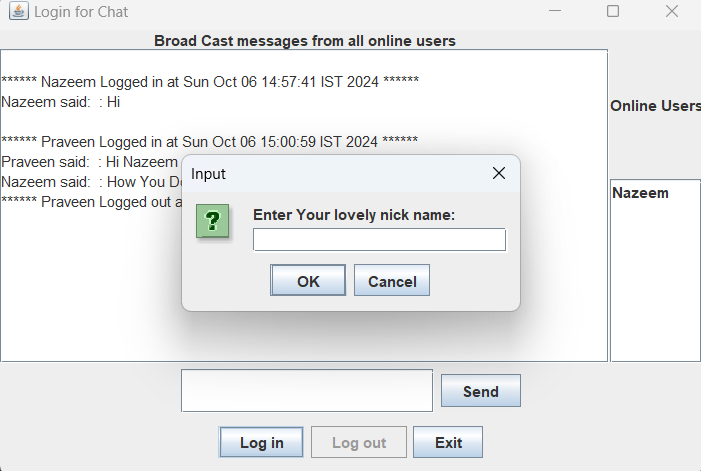 Login for Chat
Broad Cast messages from all online users
****** Nazeem Logged in at Sun Oct 06 14:57:41 IST 2024 ******
Nazeem said:  : Hi
****** Praveen Logged in at Sun Oct 06 15:00:59 IST 2024 ******
Praveen said:  : Hi Nazeem
Nazeem said:  : How You
****** Praveen Logged out
Online Users
Nazeem
Input
Enter Your lovely nick name:
OK Cancel
Send
Log in Log out Exit